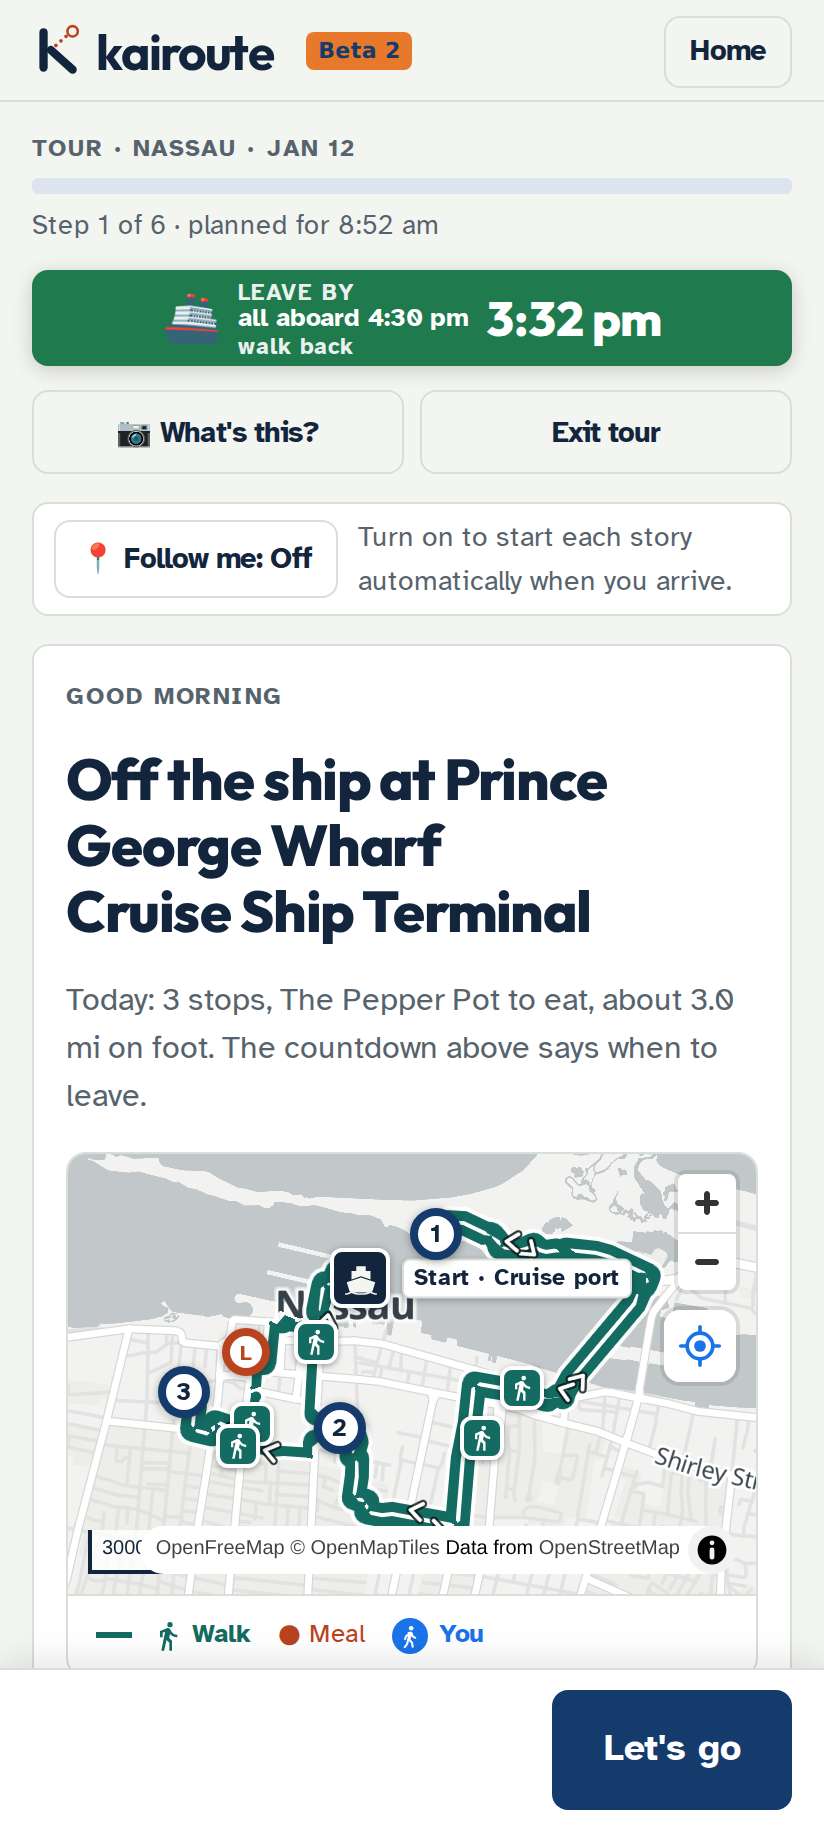 kairoute
Beta 2
Home
TOUR · NASSAU · JAN 12
Step 1 of 6 · planned for 8:52 am
LEAVE BY
all aboard 4:30 pm
walk back
3:32 pm
What's this?
Exit tour
Follow me: Off
Turn on to start each story
automatically when you arrive.
GOOD MORNING
Off the ship at Prince
George Wharf
Cruise Ship Terminal
Today: 3 stops, The Pepper Pot to eat, about 3.0
mi on foot. The countdown above says when to
leave.
1
Start · Cruise port
L
3
2
OpenFreeMap © OpenMapTiles Data from OpenStreetMap
Walk
Meal
You
Let's go